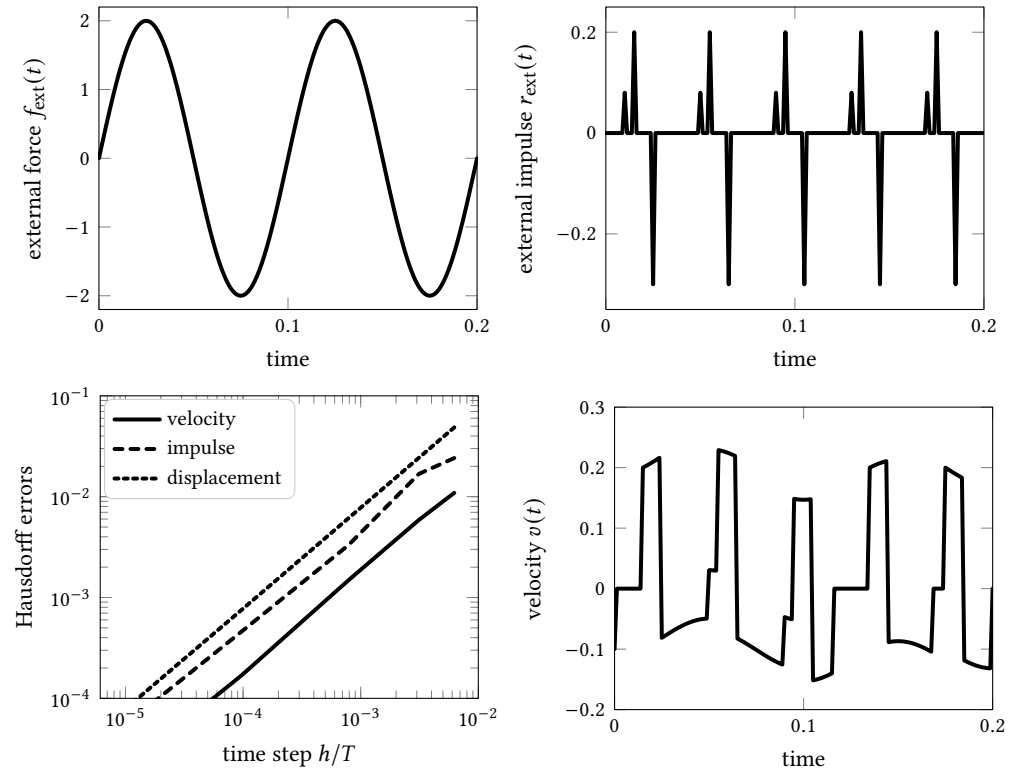 external force f_ext(t)
2
1
0
−1
−2
0
0.1
0.2
time
external impulse r_ext(t)
0.2
0
−0.2
0
0.1
0.2
time
Hausdorff errors
10^−1
10^−2
10^−3
10^−4
velocity
impulse
displacement
10^−5
10^−4
10^−3
10^−2
time step h/T
velocity v(t)
0.3
0.2
0.1
0
−0.1
−0.2
0
0.1
0.2
time